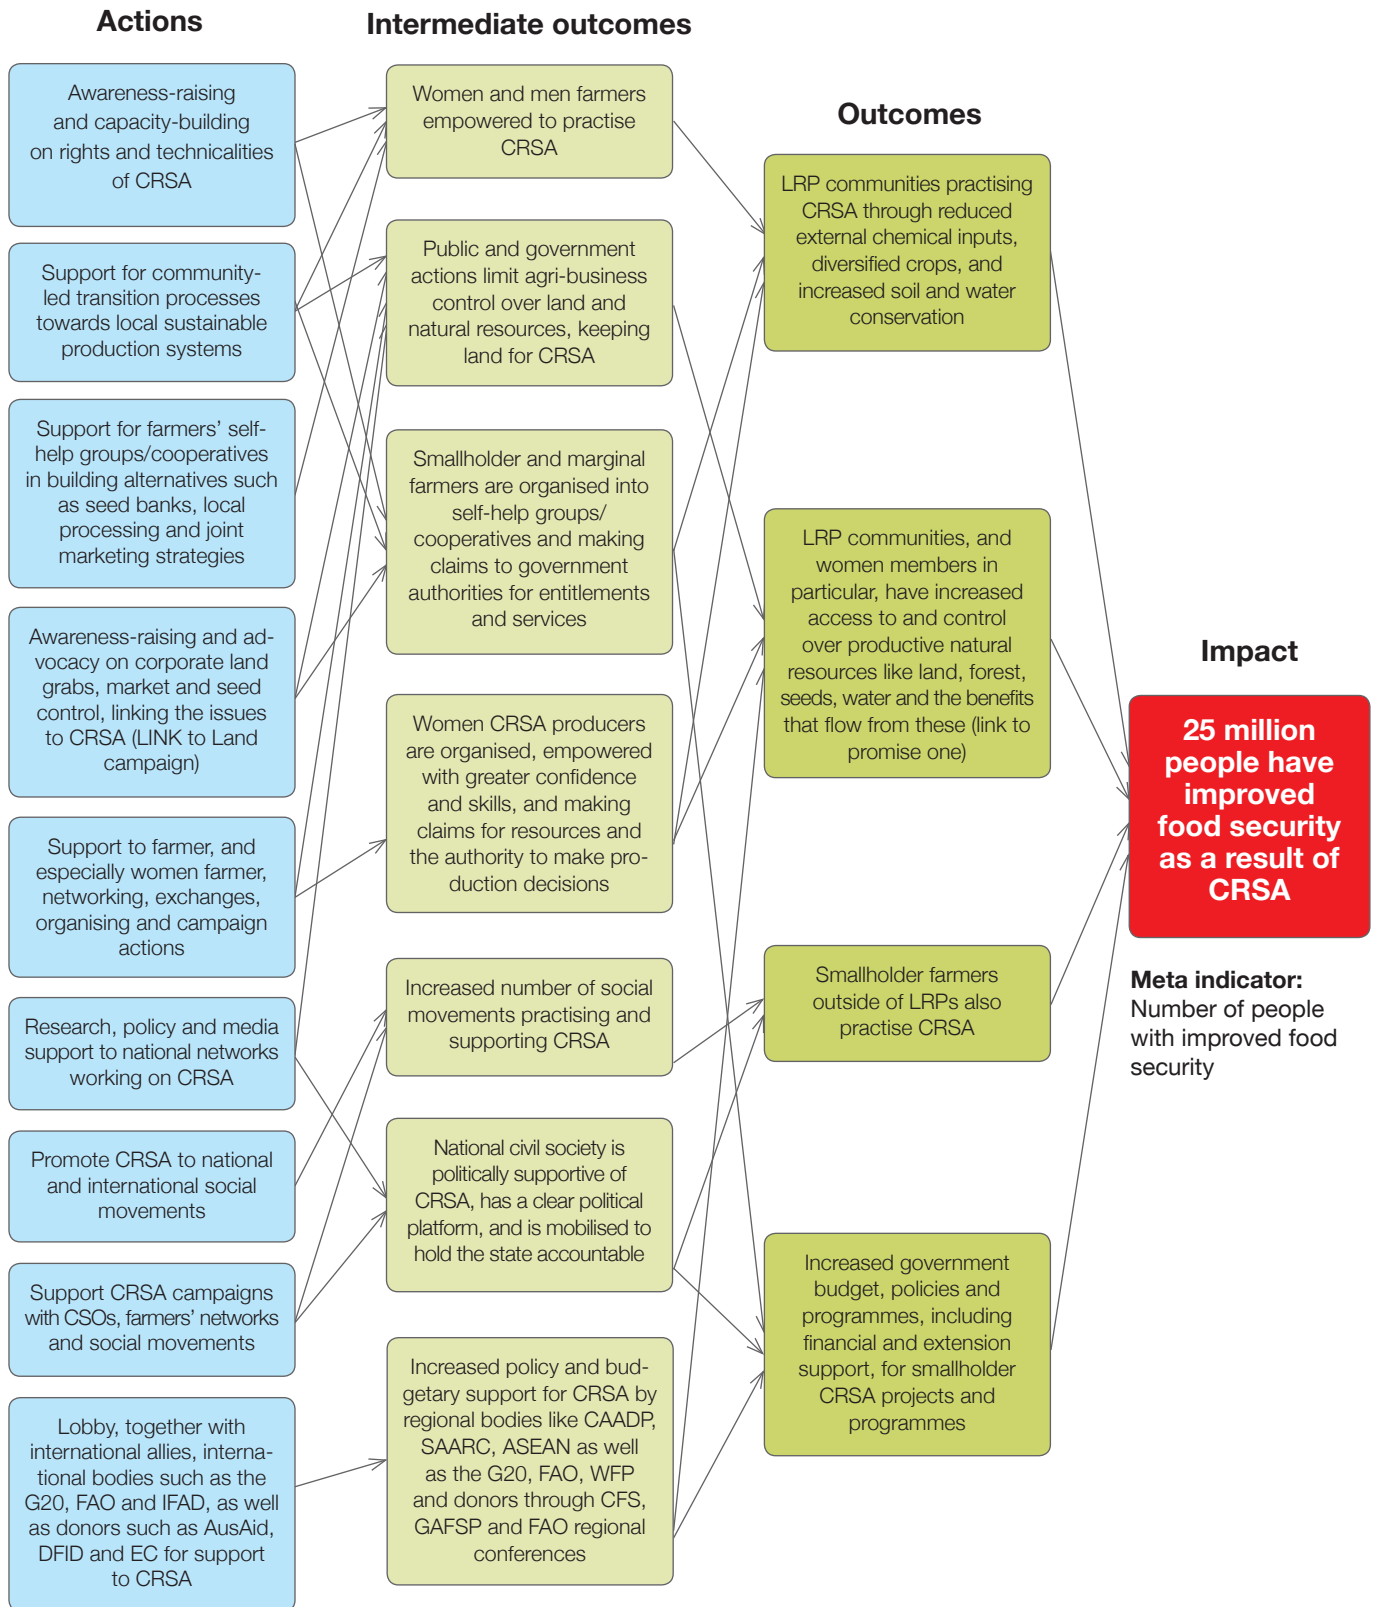 Actions
Awareness-raising
and capacity-building
on rights and technicalities
of CRSA
Support for community-
led transition processes
towards local sustainable
production systems
Support for farmers’ self-
help groups/cooperatives
in building alternatives such
as seed banks, local
processing and joint
marketing strategies
Awareness-raising and ad-
vocacy on corporate land
grabs, market and seed
control, linking the issues
to CRSA (LINK to Land
campaign)
Support to farmer, and
especially women farmer,
networking, exchanges,
organising and campaign
actions
Research, policy and media
support to national networks
working on CRSA
Promote CRSA to national
and international social
movements
Support CRSA campaigns
with CSOs, farmers’ networks
and social movements
Lobby, together with
international allies, interna-
tional bodies such as the
G20, FAO and IFAD, as well
as donors such as AusAid,
DFID and EC for support
to CRSA
Intermediate outcomes
Women and men farmers
empowered to practise
CRSA
Public and government
actions limit agri-business
control over land and
natural resources, keeping
land for CRSA
Smallholder and marginal
farmers are organised into
self-help groups/
cooperatives and making
claims to government
authorities for entitlements
and services
Women CRSA producers
are organised, empowered
with greater confidence
and skills, and making
claims for resources and
the authority to make pro-
duction decisions
Increased number of social
movements practising and
supporting CRSA
National civil society is
politically supportive of
CRSA, has a clear political
platform, and is mobilised to
hold the state accountable
Increased policy and bud-
getary support for CRSA by
regional bodies like CAADP,
SAARC, ASEAN as well
as the G20, FAO, WFP
and donors through CFS,
GAFSP and FAO regional
conferences
Outcomes
LRP communities practising
CRSA through reduced
external chemical inputs,
diversified crops, and
increased soil and water
conservation
LRP communities, and
women members in
particular, have increased
access to and control
over productive natural
resources like land, forest,
seeds, water and the benefits
that flow from these (link to
promise one)
Smallholder farmers
outside of LRPs also
practise CRSA
Increased government
budget, policies and
programmes, including
financial and extension
support, for smallholder
CRSA projects and
programmes
Impact
25 million
people have
improved
food security
as a result of
CRSA
Meta indicator:
Number of people
with improved food
security